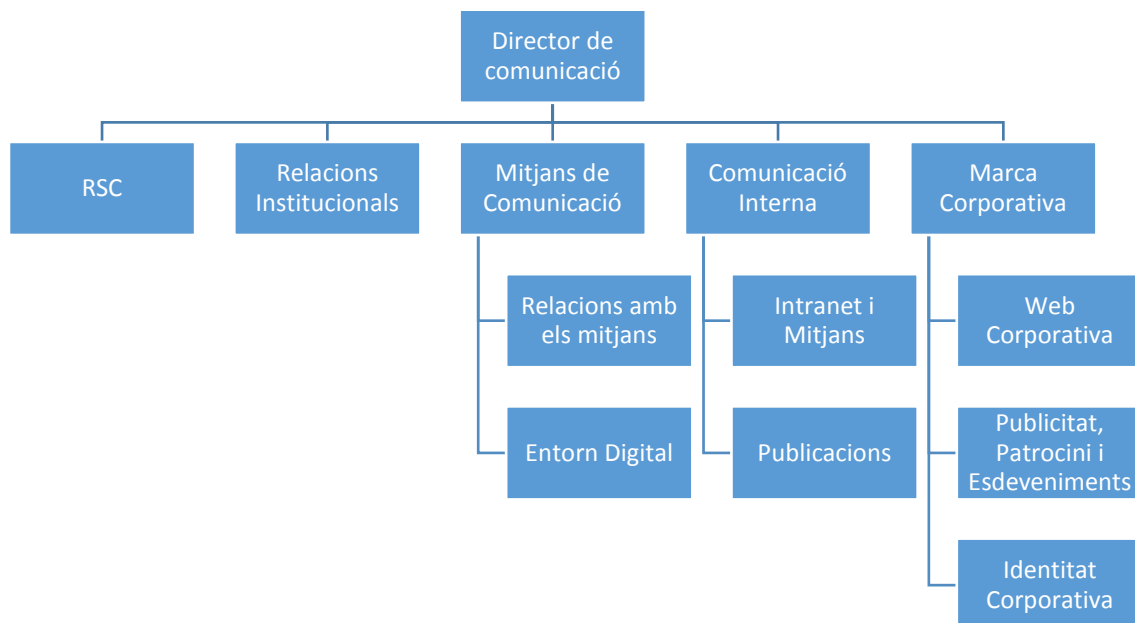 Director de
comunicació
RSC
Relacions
Institucionals
Mitjans de
Comunicació
Comunicació
Interna
Marca
Corporativa
Relacions amb
els mitjans
Intranet i
Mitjans
Web
Corporativa
Entorn Digital
Publicacions
Publicitat,
Patrocini i
Esdeveniments
Identitat
Corporativa